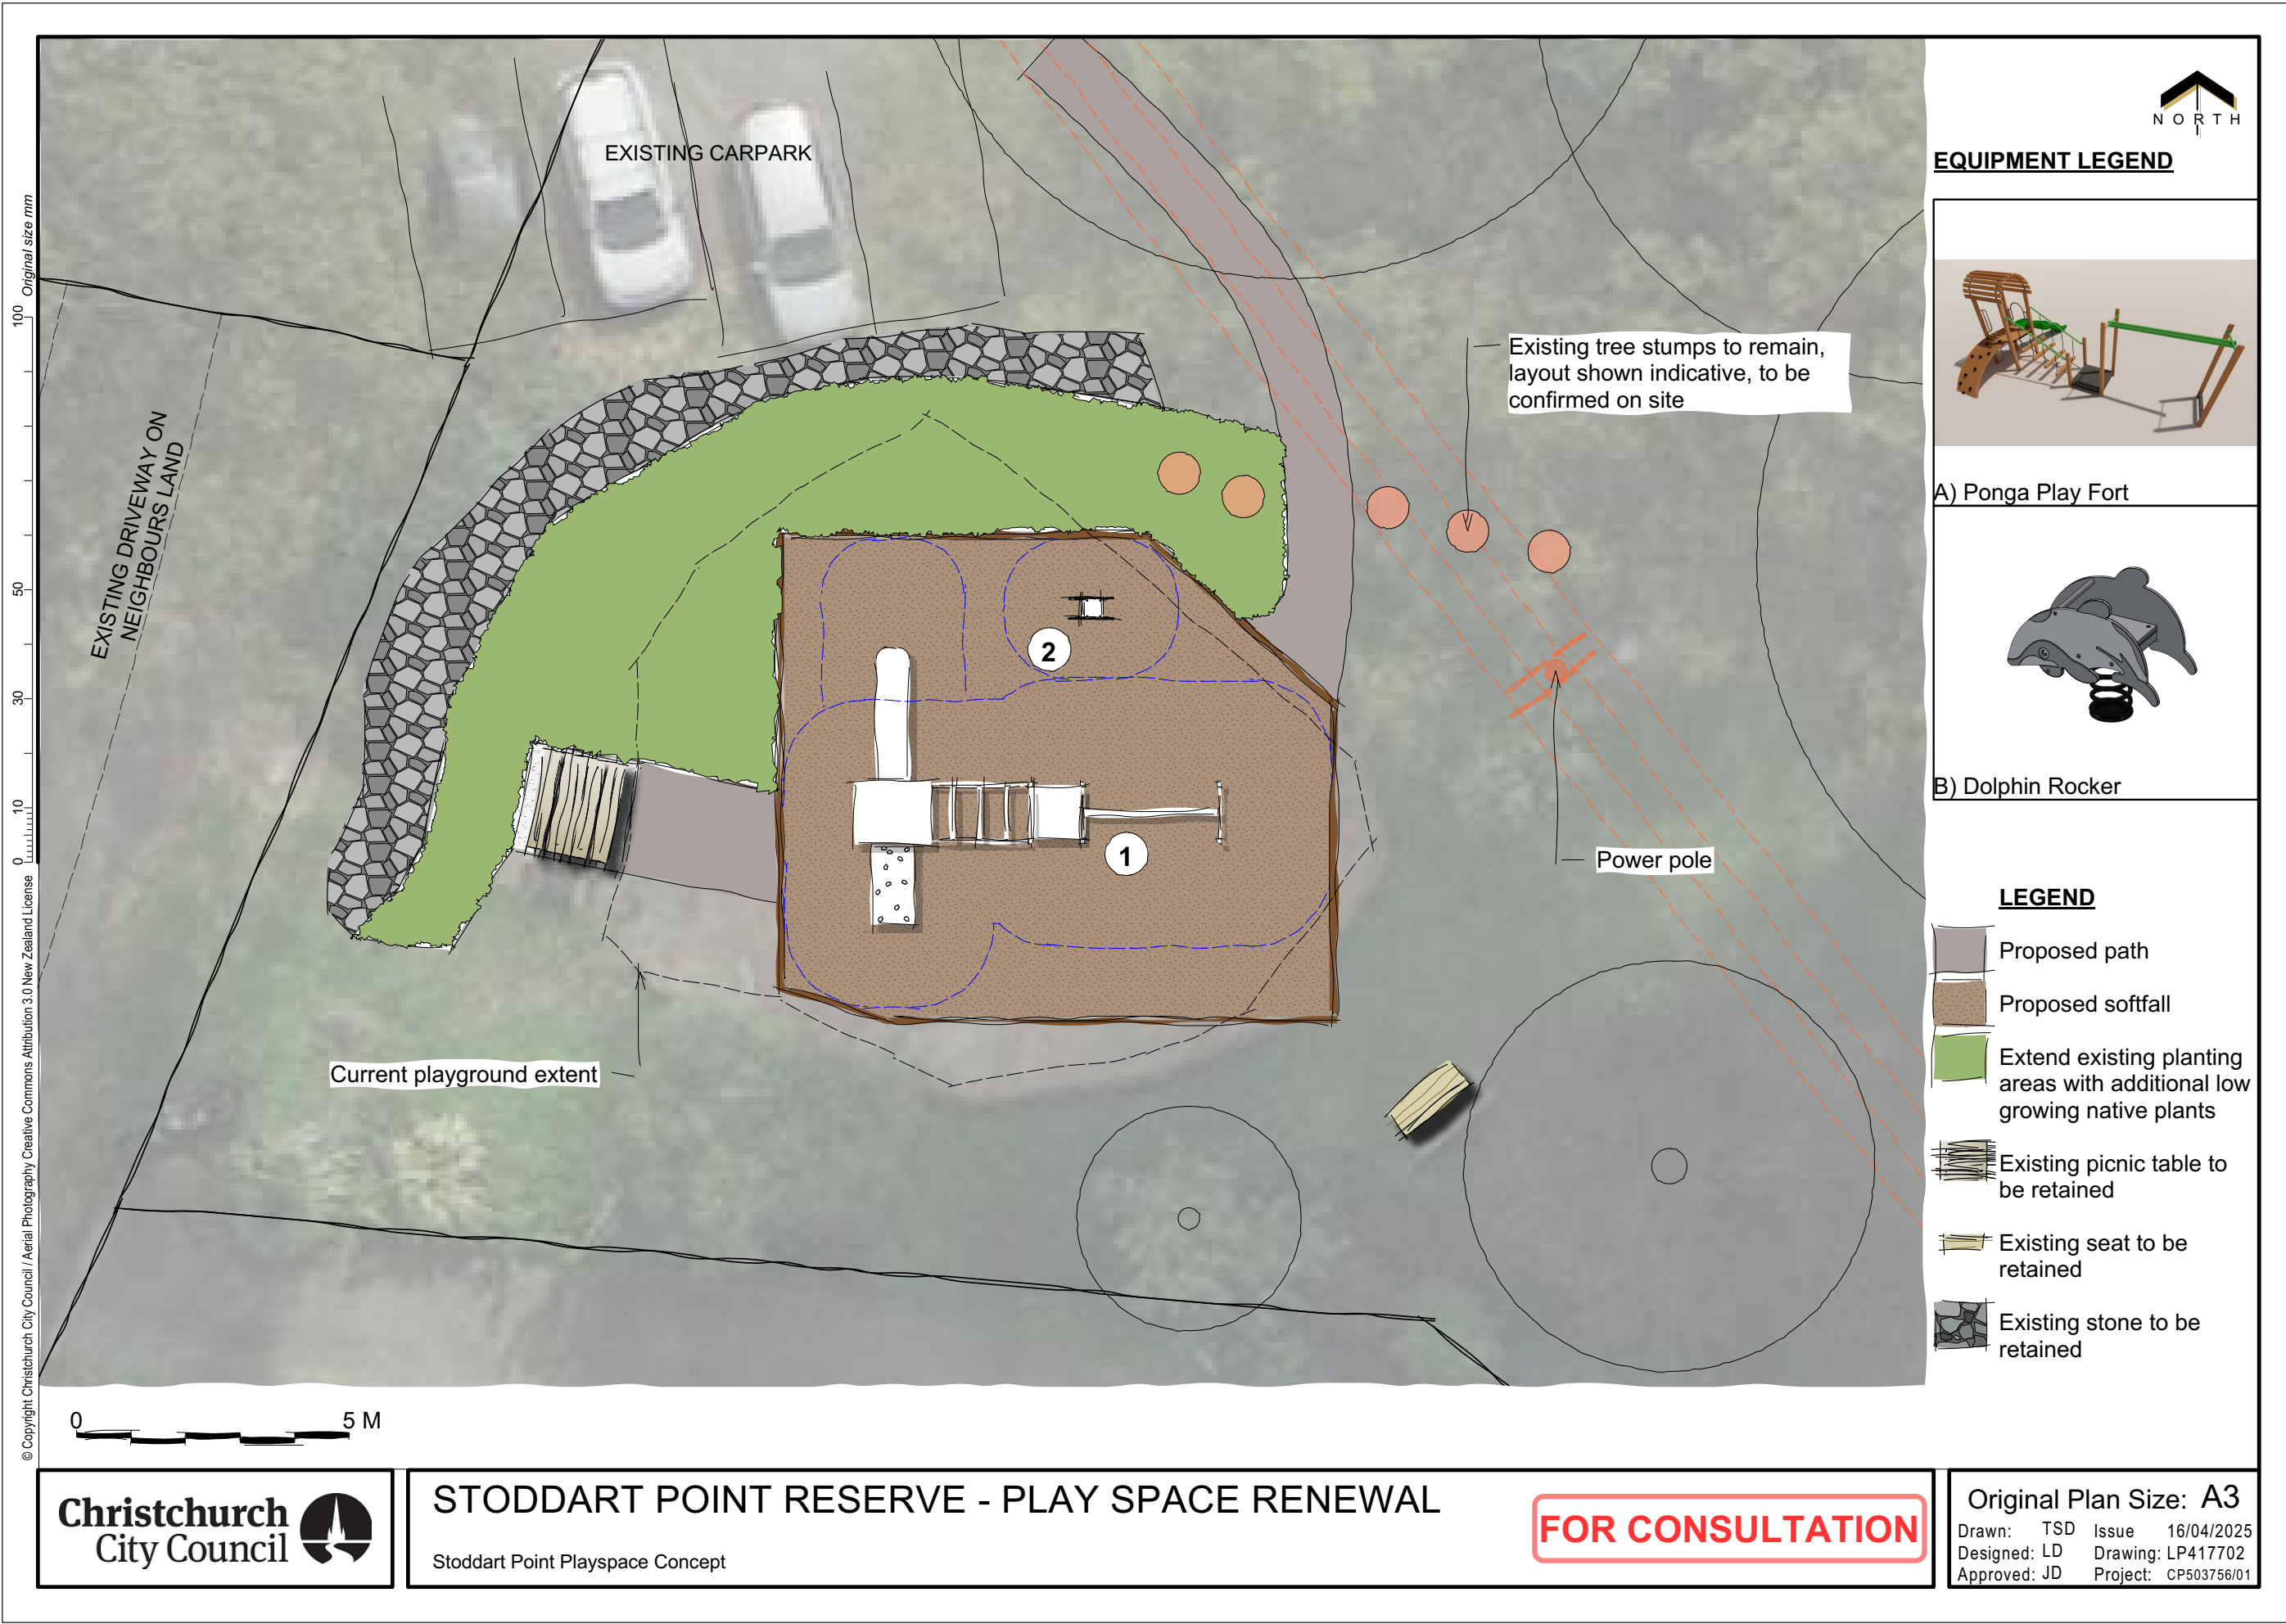 EXISTING CARPARK
EXISTING DRIVEWAY ON
NEIGHBOURS LAND
Existing tree stumps to remain,
layout shown indicative, to be
confirmed on site
2
1
Power pole
Current playground extent
NORTH
EQUIPMENT LEGEND
A) Ponga Play Fort
B) Dolphin Rocker
LEGEND
Proposed path
Proposed softfall
Extend existing planting
areas with additional low
growing native plants
Existing picnic table to
be retained
Existing seat to be
retained
Existing stone to be
retained
Original size mm
100
50
30
10
0
© Copyright Christchurch City Council / Aerial Photography Creative Commons Attribution 3.0 New Zealand License
0 5 M
Christchurch
City Council
STODDART POINT RESERVE - PLAY SPACE RENEWAL
Stoddart Point Playspace Concept
FOR CONSULTATION
Original Plan Size: A3
Drawn: TSD Issue 16/04/2025
Designed: LD Drawing: LP417702
Approved: JD Project: CP503756/01